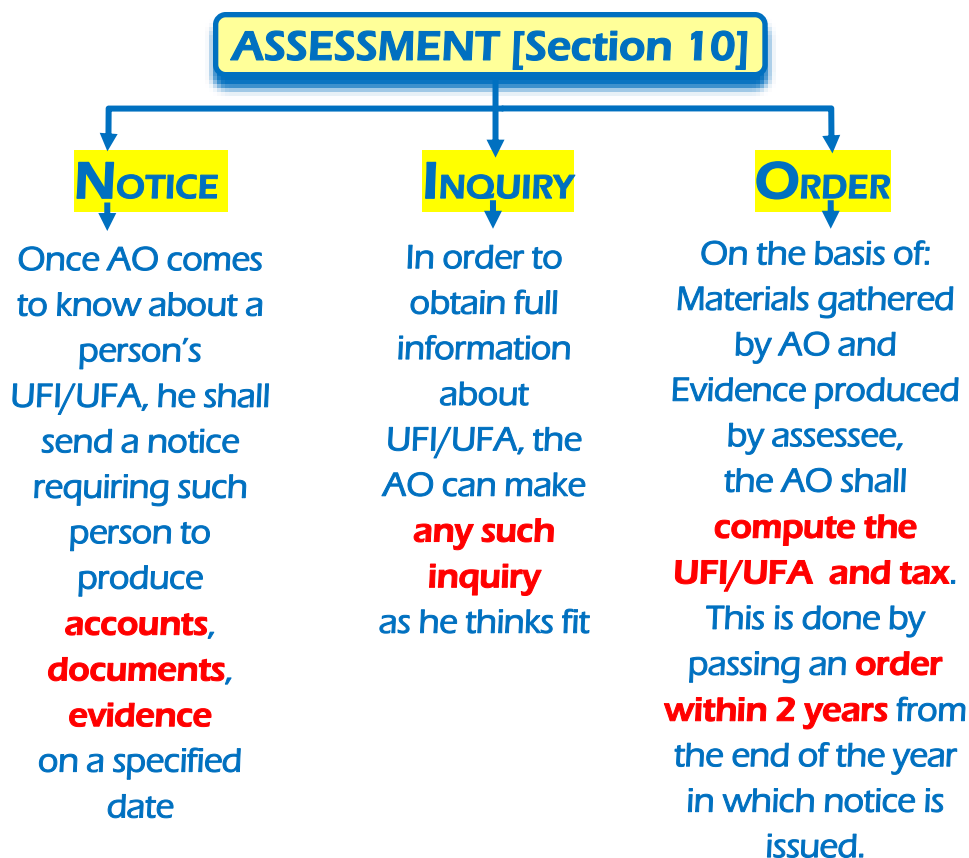 ASSESSMENT [Section 10]
NOTICE
Once AO comes
to know about a
person's
UFI/UFA, he shall
send a notice
requiring such
person to
produce
accounts,
documents,
evidence
on a specified
date
INQUIRY
In order to
obtain full
information
about
UFI/UFA, the
AO can make
any such
inquiry
as he thinks fit
ORDER
On the basis of:
Materials gathered
by AO and
Evidence produced
by assessee,
the AO shall
compute the
UFI/UFA and tax.
This is done by
passing an order
within 2 years from
the end of the year
in which notice is
issued.